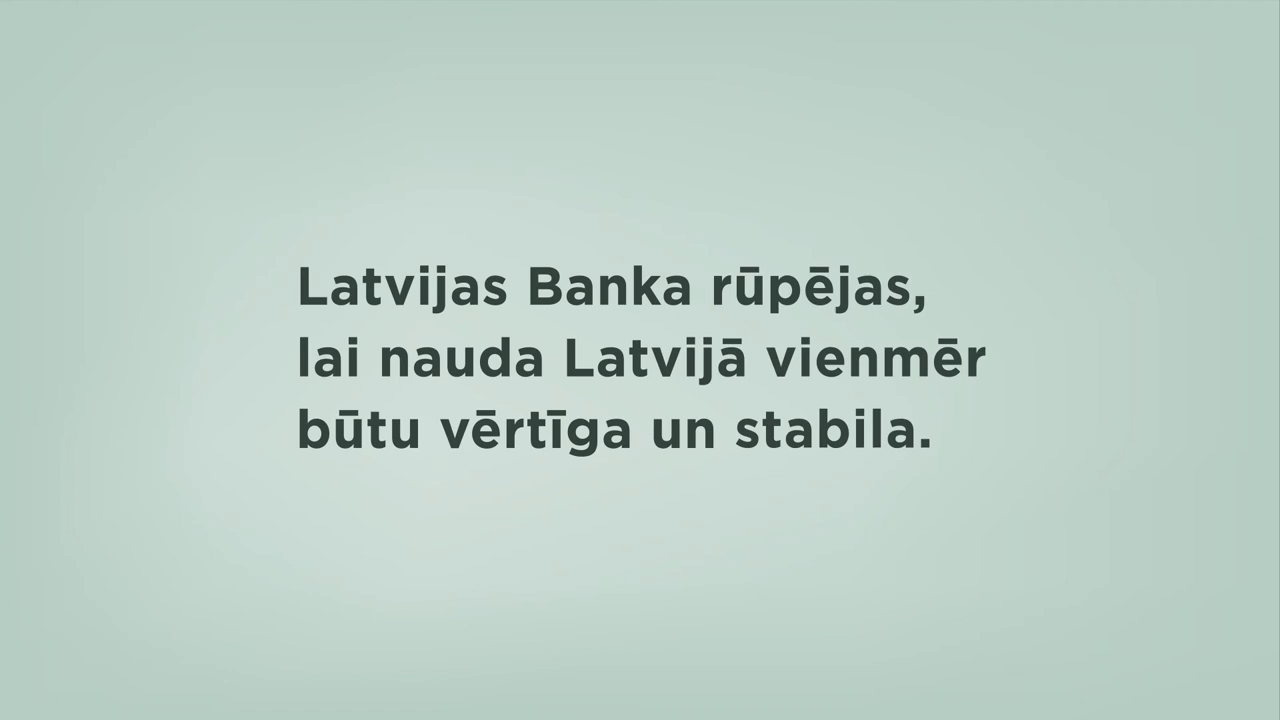 Latvijas Banka rūpējas,
lai nauda Latvijā vienmēr
būtu vērtīga un stabila.